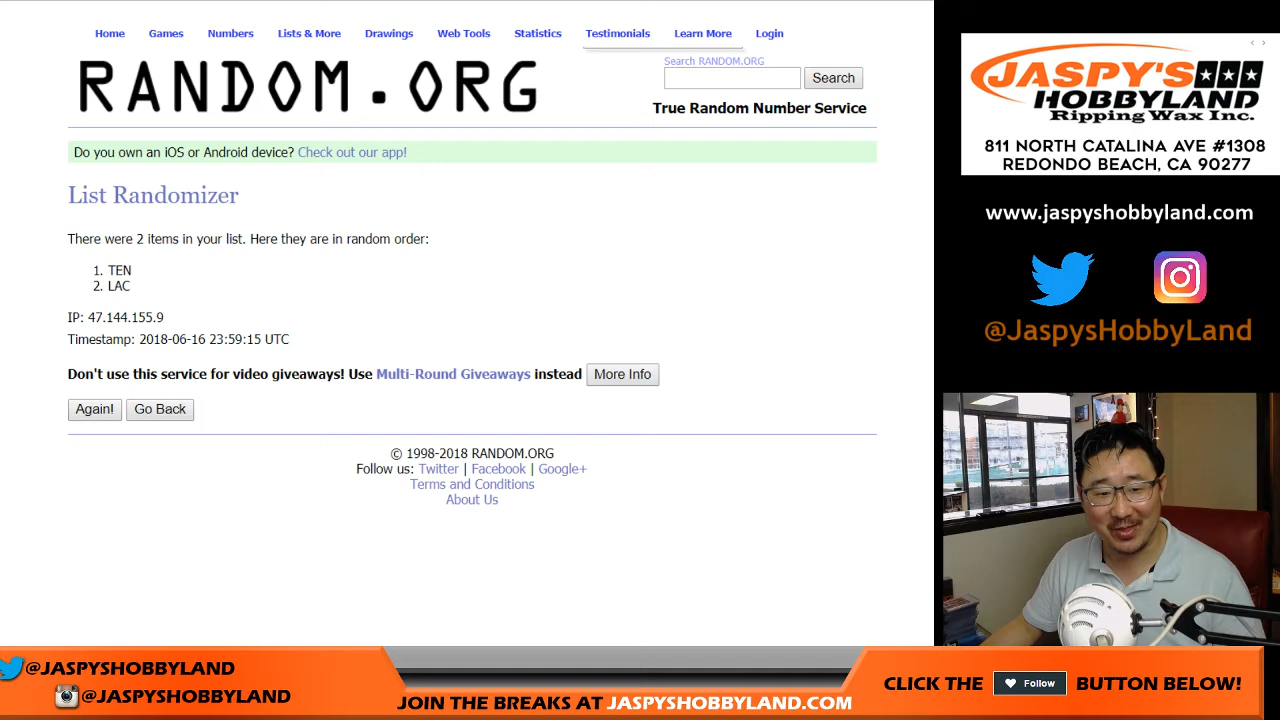 Home Games Numbers Lists & More Drawings Web Tools Statistics Testimonials Learn More Login
RANDOM.ORG
Search RANDOM.ORG
Search
True Random Number Service
Do you own an iOS or Android device? Check out our app!
List Randomizer
There were 2 items in your list. Here they are in random order:
1. TEN
2. LAC
IP: 47.144.155.9
Timestamp: 2018-06-16 23:59:15 UTC
Don't use this service for video giveaways! Use Multi-Round Giveaways instead More Info
Again! Go Back
© 1998-2018 RANDOM.ORG
Follow us: Twitter | Facebook | Google+
Terms and Conditions
About Us
JASPY'S
HOBBYLAND
Ripping Wax Inc.
811 NORTH CATALINA AVE #1308
REDONDO BEACH, CA 90277
www.jaspyshobbyland.com
@JaspysHobbyLand
@JASPYSHOBBYLAND
@JASPYSHOBBYLAND
JOIN THE BREAKS AT JASPYSHOBBYLAND.COM
CLICK THE Follow BUTTON BELOW!